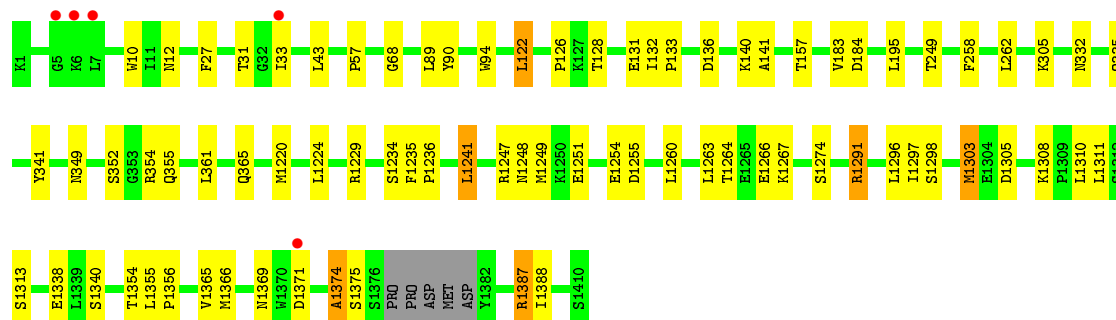 K1 G5 K6 L7 W10 I11 N12 F27 T31 G32 I33 L43 P57 G68 L89 Y90 W94 L122 P126 K127 T128 E131 I132 P133 D136 K140 A141 T157 V183 D184 L195 T249 F258 L262 K305 N332
Y341 N349 S352 G353 R354 Q355 L361 Q365 M1220 L1224 R1229 S1234 F1235 P1236 L1241 R1247 N1248 M1249 K1250 E1251 E1254 D1255 L1260 L1263 T1264 E1265 E1266 K1267 S1274 R1291 L1296 I1297 S1298 M1303 E1304 D1305 K1308 P1309 L1310 L1311
S1313 E1338 L1339 S1340 T1354 L1355 P1356 V1365 M1366 N1369 W1370 D1371 A1374 S1375 S1376 PRO PRO ASP MET ASP Y1382 R1387 I1388 S1410